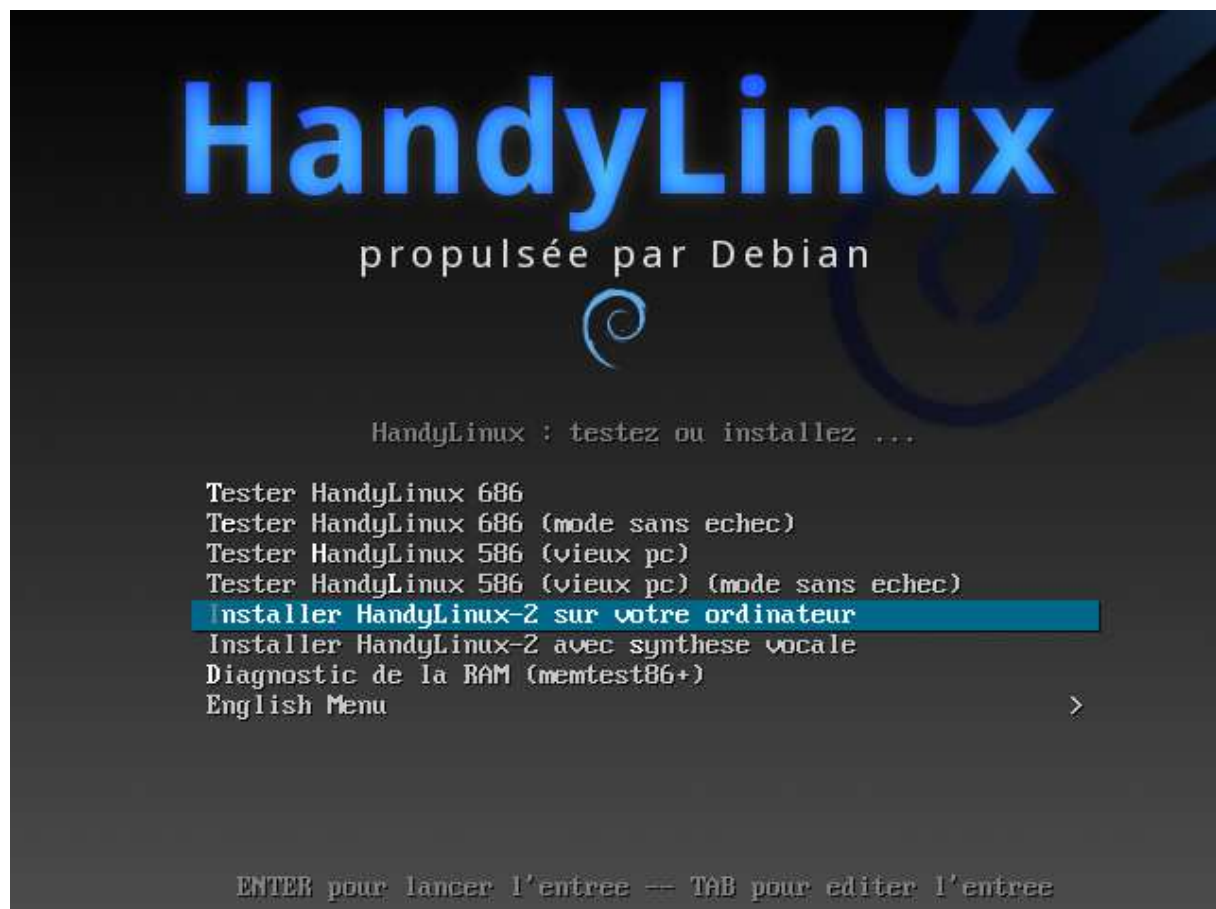 HandyLinux
propulsée par Debian
HandyLinux : testez ou installez ...
Tester HandyLinux 686
Tester HandyLinux 686 (mode sans echec)
Tester HandyLinux 586 (vieux pc)
Tester HandyLinux 586 (vieux pc) (mode sans echec)
Installer HandyLinux-2 sur votre ordinateur
Installer HandyLinux-2 avec synthese vocale
Diagnostic de la RAM (memtest86+)
English Menu >
ENTER pour lancer l'entree -- TAB pour editer l'entree